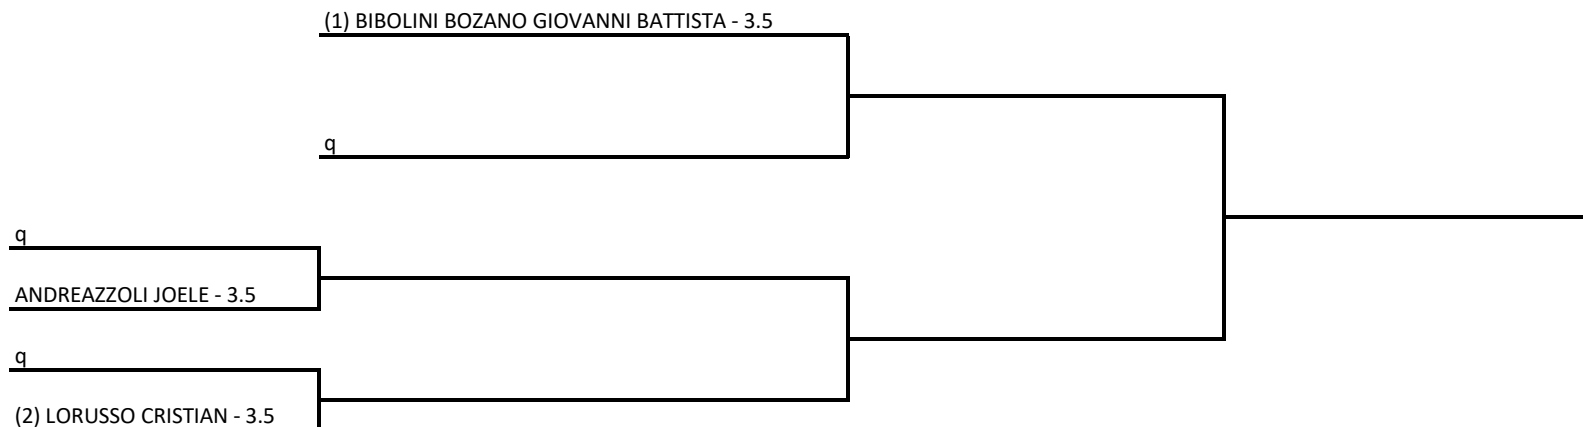 (1) BIBOLINI BOZANO GIOVANNI BATTISTA - 3.5
q
q
ANDREAZZOLI JOELE - 3.5
q
(2) LORUSSO CRISTIAN - 3.5